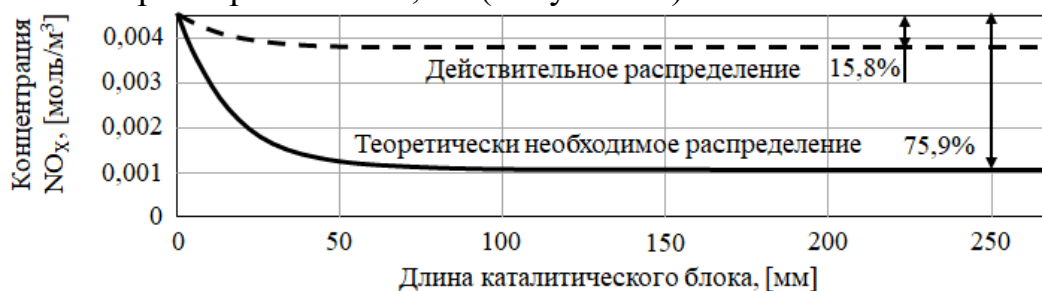 Концентрация
NOX, [моль/м³]
0,004
0,003
0,002
0,001
0
Действительное распределение
15,8%
Теоретически необходимое распределение
75,9%
0
50
100
150
200
250
Длина каталитического блока, [мм]